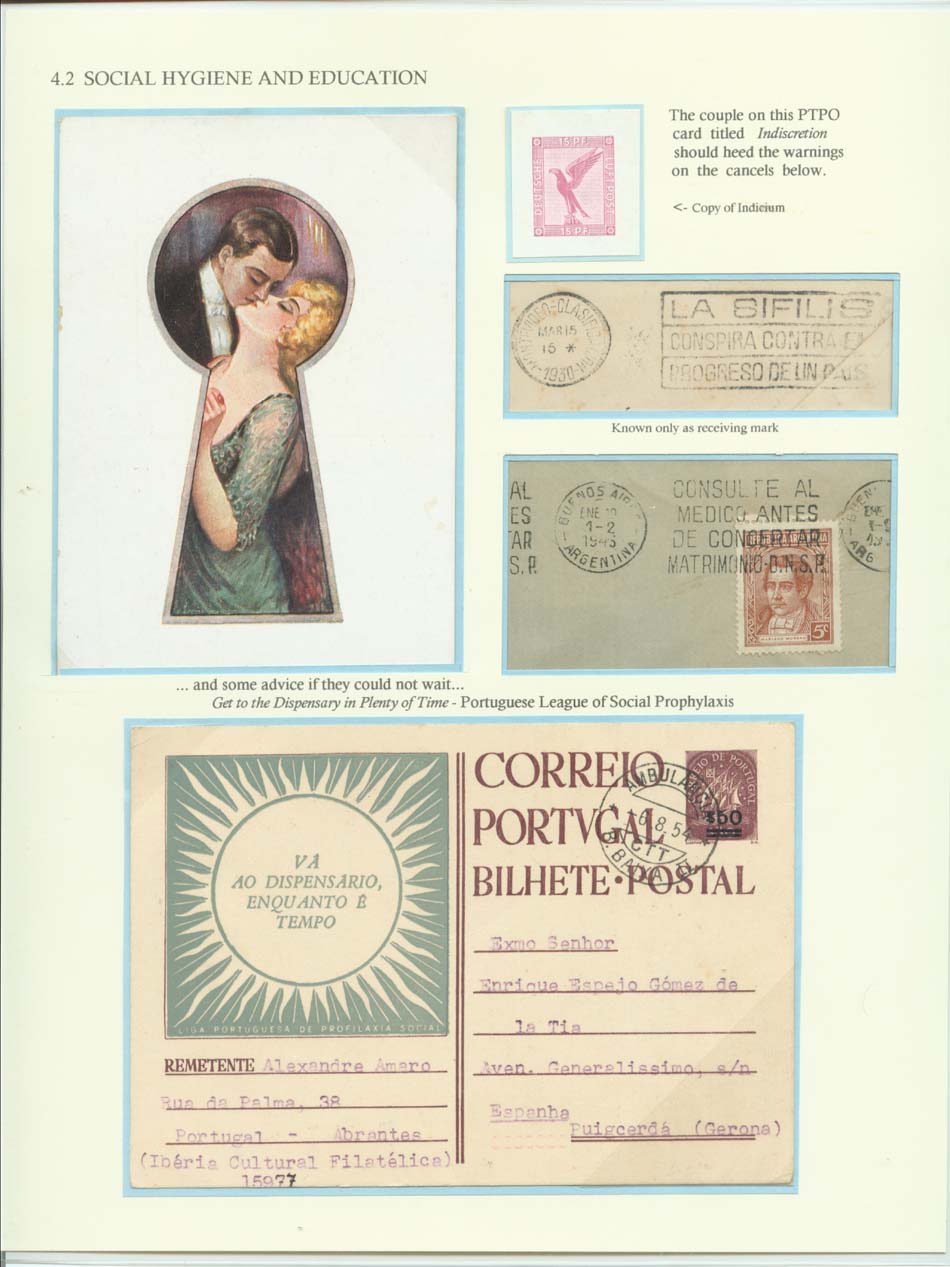 4.2 SOCIAL HYGIENE AND EDUCATION
15 PF
DEUTSCHE
LUFTPOST
15 PF
The couple on this PTPO
card titled Indiscretion
should heed the warnings
on the cancels below.
<- Copy of Indicium
MAR 15
15 *
1930
LA SIFILIS
CONSPIRA CONTRA EL
PROGRESO DE UN PAIS
Known only as receiving mark
AL
ES
TAR
S.P.
BUENOS AIRES
ENE
1-2
1943
ARGENTINA
CONSULTE AL
MEDICO ANTES
DE CONCERTAR
MATRIMONIO-D.N.S.P.
ARG
MARIANO MORENO
5c
... and some advice if they could not wait...
Get to the Dispensary in Plenty of Time - Portuguese League of Social Prophylaxis
VÁ
AO DISPENSÁRIO,
ENQUANTO É
TEMPO
LIGA PORTUGUESA DE PROFILAXIA SOCIAL
CORREIO
PORTVGAL
BILHETE•POSTAL
CORREIO DE PORTUGAL
$50
AMBULANCIA
6.8.54
CTT
B. BAIXA
Exmo Senhor
Enrique Espejo Gómez de
la Tia
Aven. Generalissimo, s/n
Espanha
Puigcerdá (Gerona)
REMETENTE Alexandre Amaro
Rua da Palma, 38
Portugal - Abrantes
(Ibéria Cultural Filatélica)
15977